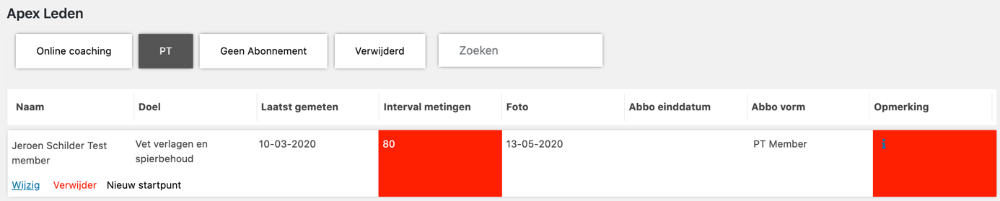 Apex Leden
Online coaching PT Geen Abonnement Verwijderd Zoeken
Naam Doel Laatst gemeten Interval metingen Foto Abbo einddatum Abbo vorm Opmerking
Jeroen Schilder Test Vet verlagen en 10-03-2020 80 13-05-2020 PT Member i
member spierbehoud
Wijzig Verwijder Nieuw startpunt